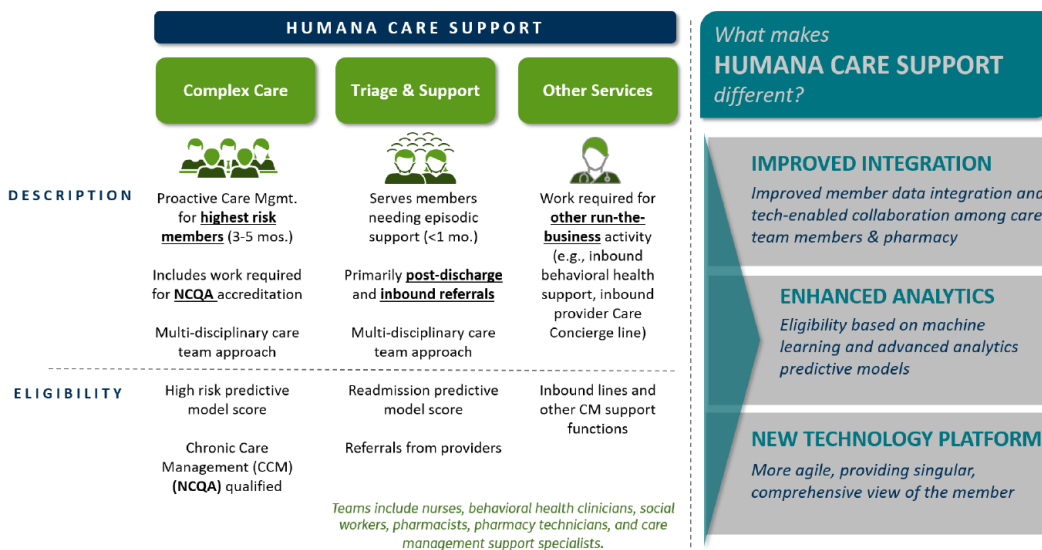 HUMANA CARE SUPPORT
Complex Care
Triage & Support
Other Services
DESCRIPTION
Proactive Care Mgmt.
for highest risk
members (3-5 mos.)
Includes work required
for NCQA accreditation
Multi-disciplinary care
team approach
Serves members
needing episodic
support (<1 mo.)
Primarily post-discharge
and inbound referrals
Multi-disciplinary care
team approach
Work required for
other run-the-
business activity
(e.g., inbound
behavioral health
support, inbound
provider Care
Concierge line)
ELIGIBILITY
High risk predictive
model score
Chronic Care
Management (CCM)
(NCQA) qualified
Readmission predictive
model score
Referrals from providers
Inbound lines and
other CM support
functions
Teams include nurses, behavioral health clinicians, social
workers, pharmacists, pharmacy technicians, and care
management support specialists.
What makes
HUMANA CARE SUPPORT
different?
IMPROVED INTEGRATION
Improved member data integration and
tech-enabled collaboration among care
team members & pharmacy
ENHANCED ANALYTICS
Eligibility based on machine
learning and advanced analytics
predictive models
NEW TECHNOLOGY PLATFORM
More agile, providing singular,
comprehensive view of the member